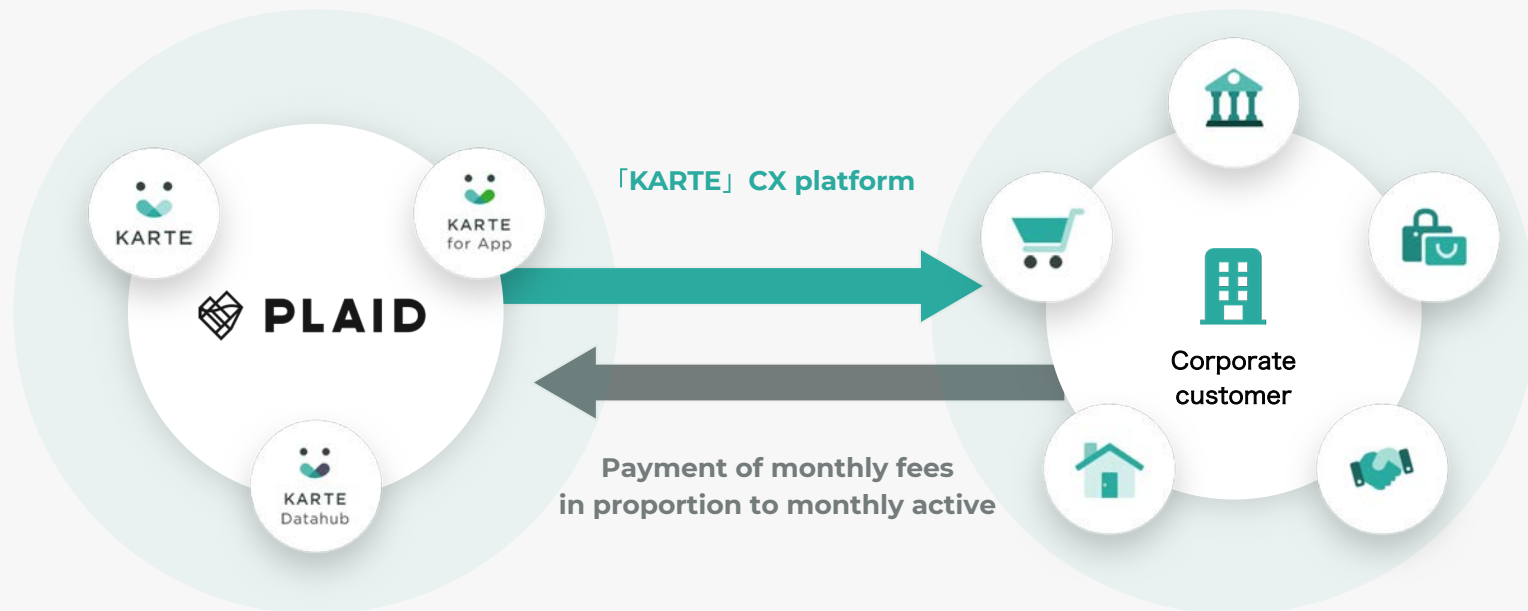 KARTE
KARTE
for App
PLAID
KARTE
Datahub
「KARTE」CX platform
Payment of monthly fees
in proportion to monthly active
Corporate
customer